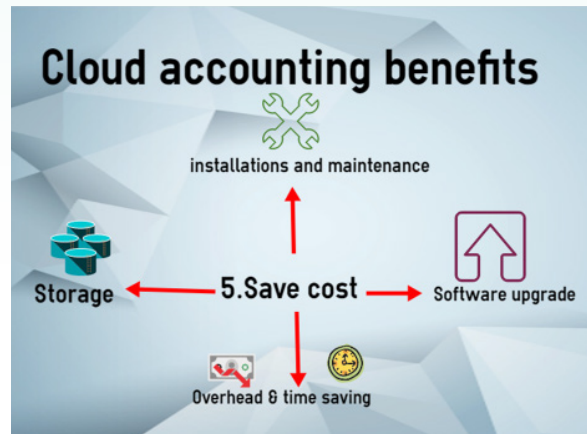 Cloud accounting benefits
installations and maintenance
Storage
5.Save cost
Software upgrade
Overhead & time saving